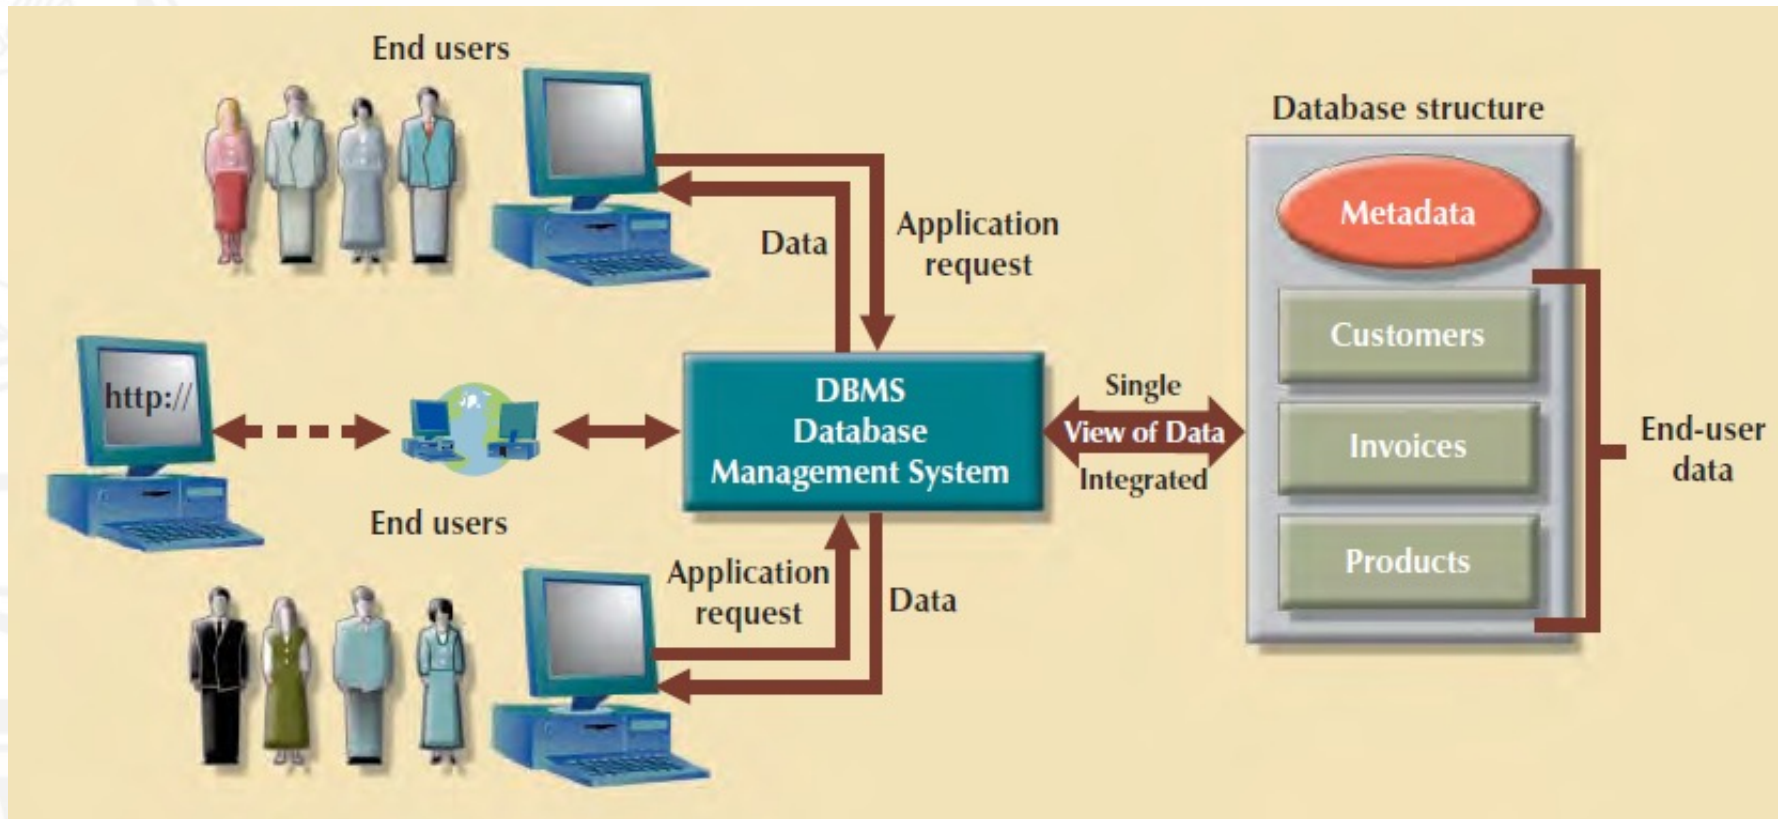 End users
Database structure
Metadata
Application
request
Data
Customers
http://
DBMS
Database
Management System
Single
View of Data
Integrated
Invoices
End-user
data
End users
Products
Application
request
Data